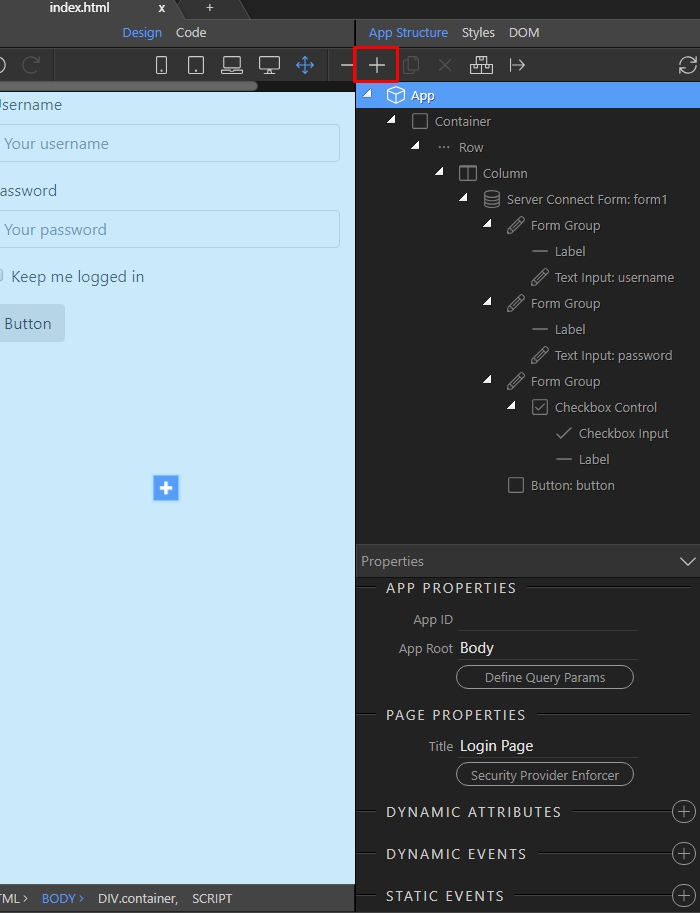 index.html x +
Design Code
App Structure Styles DOM
App
Container
Row
Column
Server Connect Form: form1
Form Group
Label
Text Input: username
Form Group
Label
Text Input: password
Form Group
Checkbox Control
Checkbox Input
Label
Button: button
sername
Your username
assword
Your password
Keep me logged in
Button
Properties
APP PROPERTIES
App ID
App Root Body
Define Query Params
PAGE PROPERTIES
Title Login Page
Security Provider Enforcer
DYNAMIC ATTRIBUTES
DYNAMIC EVENTS
STATIC EVENTS
TML > BODY > DIV.container, SCRIPT